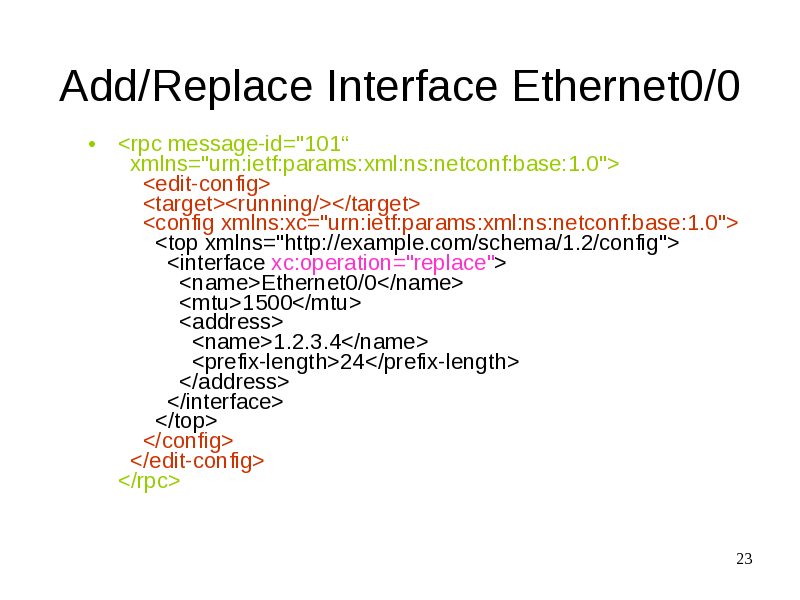 Add/Replace Interface Ethernet0/0
• <rpc message-id="101“
xmlns="urn:ietf:params:xml:ns:netconf:base:1.0">
<edit-config>
<target><running/></target>
<config xmlns:xc="urn:ietf:params:xml:ns:netconf:base:1.0">
<top xmlns="http://example.com/schema/1.2/config">
<interface xc:operation="replace">
<name>Ethernet0/0</name>
<mtu>1500</mtu>
<address>
<name>1.2.3.4</name>
<prefix-length>24</prefix-length>
</address>
</interface>
</top>
</config>
</edit-config>
</rpc>
23